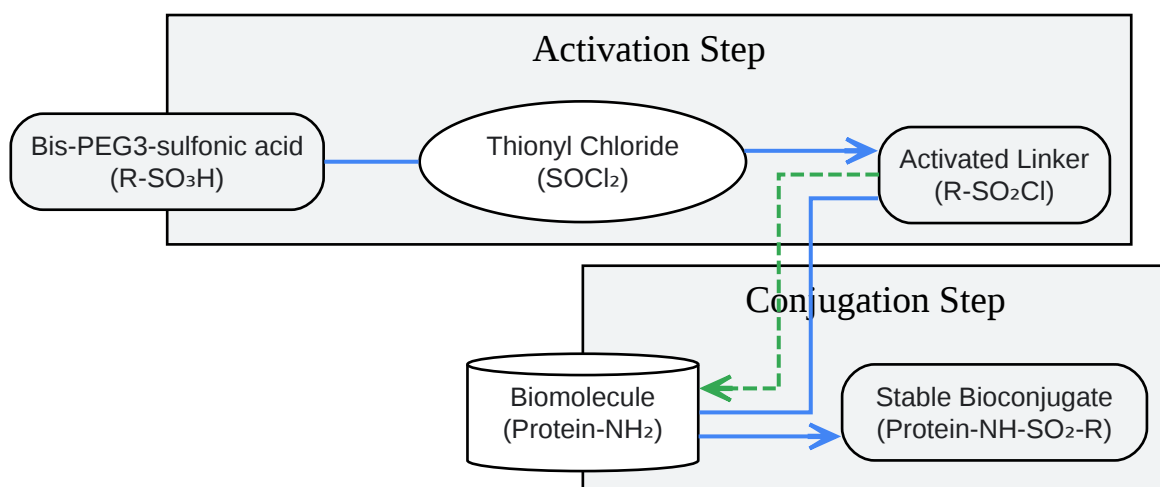 Activation Step
Bis-PEG3-sulfonic acid
(R-SO₃H)
Thionyl Chloride
(SOCl₂)
Activated Linker
(R-SO₂Cl)
Conjugation Step
Biomolecule
(Protein-NH₂)
Stable Bioconjugate
(Protein-NH-SO₂-R)